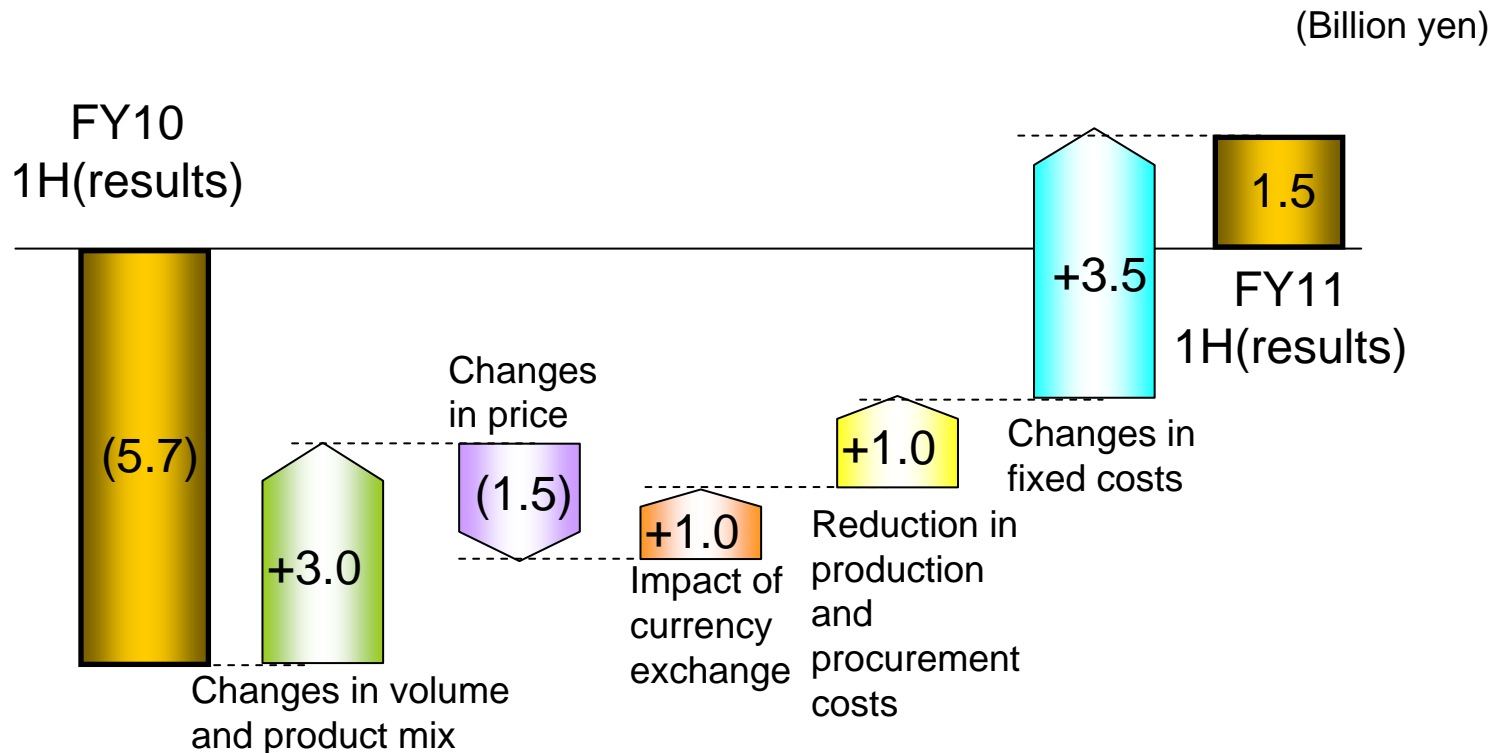 (Billion yen)
FY10
1H(results)
(5.7)
+3.0
Changes in volume
and product mix
Changes
in price
(1.5)
+1.0
Impact of
currency
exchange
+1.0
Reduction in
production
and
procurement
costs
+3.5
Changes in
fixed costs
1.5
FY11
1H(results)